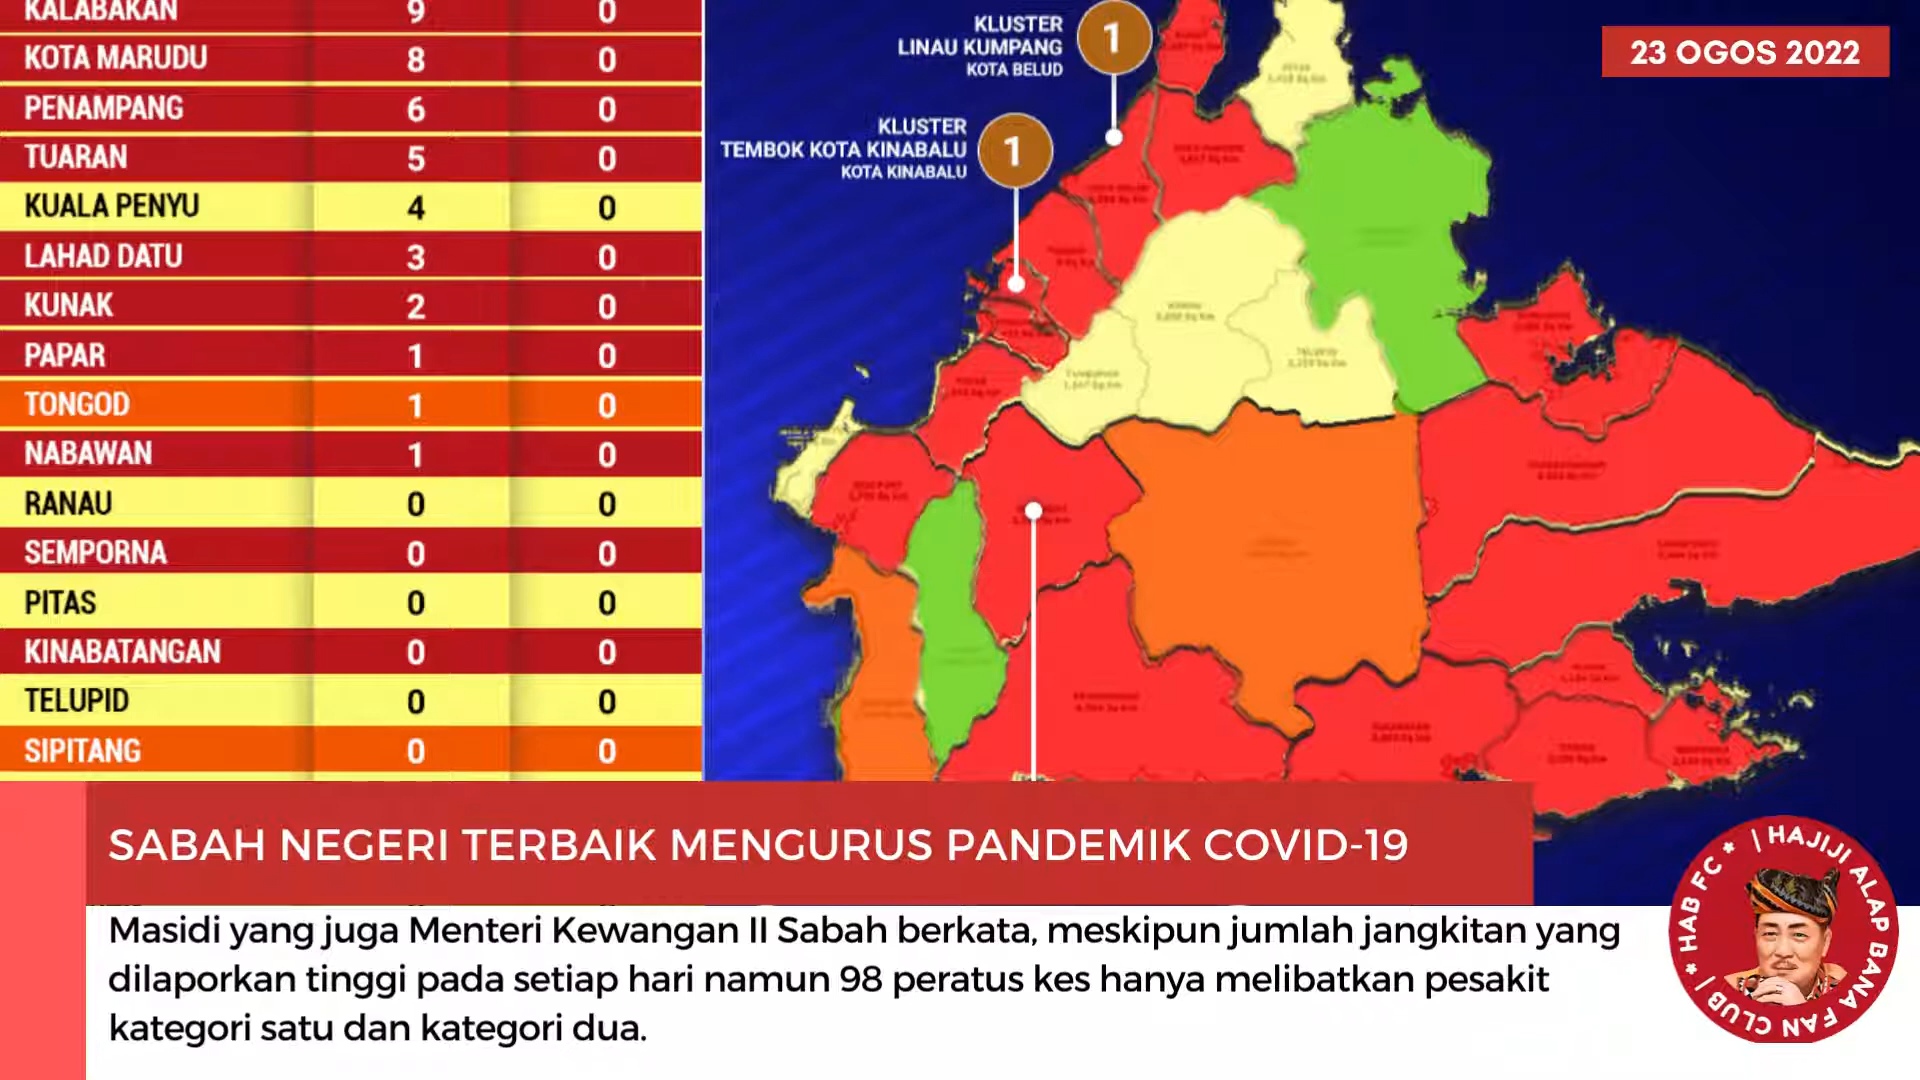 KALABAKAN 9 0
KOTA MARUDU 8 0
PENAMPANG 6 0
TUARAN 5 0
KUALA PENYU 4 0
LAHAD DATU 3 0
KUNAK 2 0
PAPAR 1 0
TONGOD 1 0
NABAWAN 1 0
RANAU 0 0
SEMPORNA 0 0
PITAS 0 0
KINABATANGAN 0 0
TELUPID 0 0
SIPITANG 0 0
KLUSTER
LINAU KUMPANG
KOTA BELUD
1
KLUSTER
TEMBOK KOTA KINABALU
KOTA KINABALU
1
23 OGOS 2022
SABAH NEGERI TERBAIK MENGURUS PANDEMIK COVID-19
Masidi yang juga Menteri Kewangan II Sabah berkata, meskipun jumlah jangkitan yang
dilaporkan tinggi pada setiap hari namun 98 peratus kes hanya melibatkan pesakit
kategori satu dan kategori dua.
| HAJIJI ALAP BANA FAN CLUB | * HAB FC *